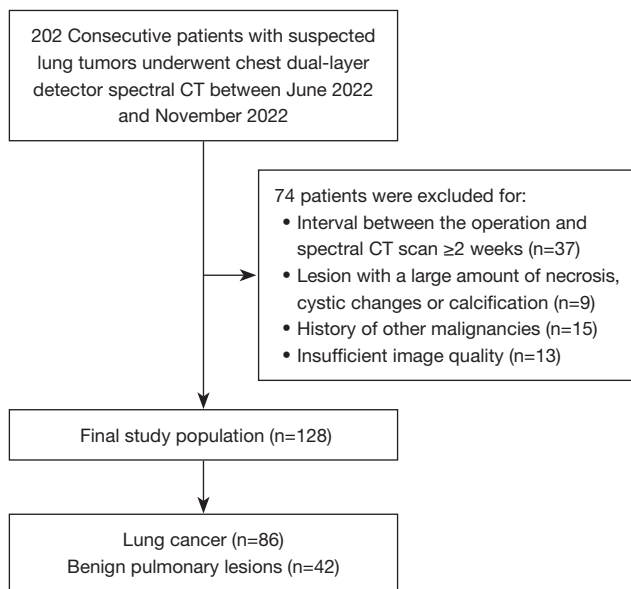 202 Consecutive patients with suspected
lung tumors underwent chest dual-layer
detector spectral CT between June 2022
and November 2022
74 patients were excluded for:
• Interval between the operation and
spectral CT scan ≥2 weeks (n=37)
• Lesion with a large amount of necrosis,
cystic changes or calcification (n=9)
• History of other malignancies (n=15)
• Insufficient image quality (n=13)
Final study population (n=128)
Lung cancer (n=86)
Benign pulmonary lesions (n=42)